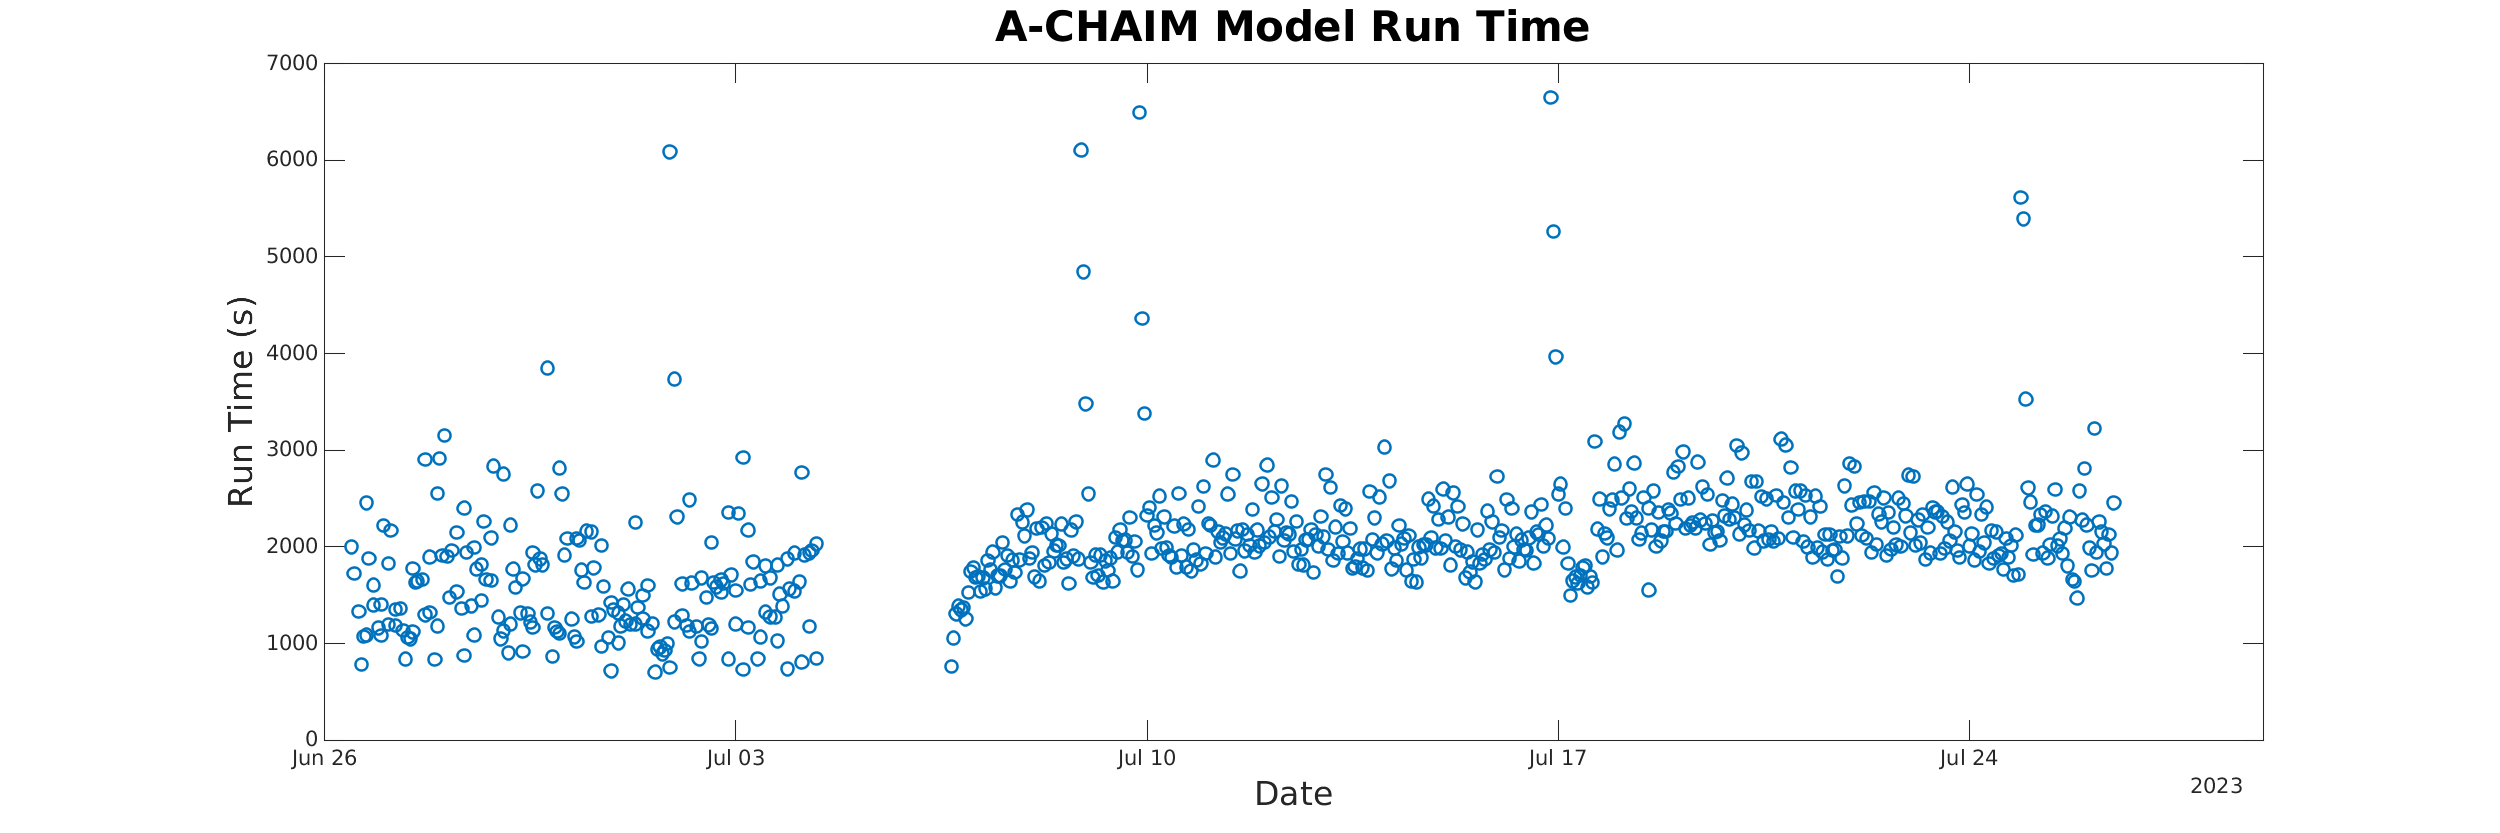 A-CHAIM Model Run Time
7000
6000
5000
4000
3000
2000
1000
0
Run Time (s)
Jun 26
Jul 03
Jul 10
Jul 17
Jul 24
2023
Date